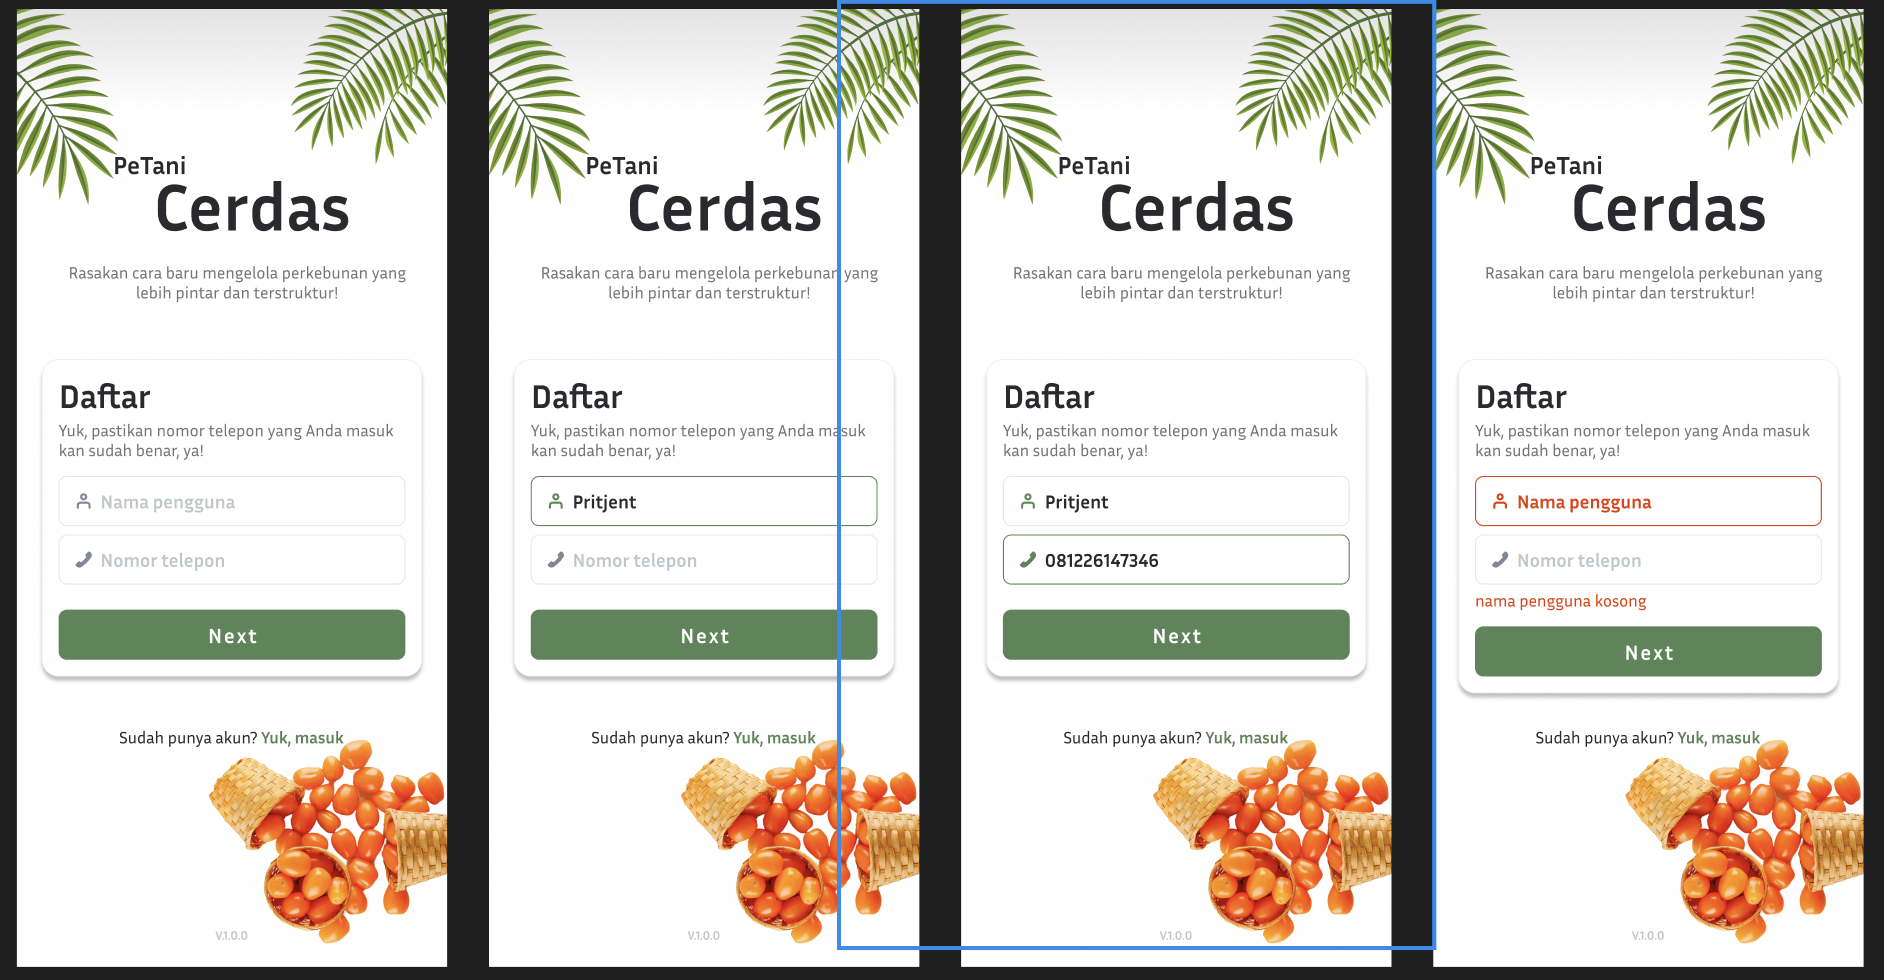 PeTani
Cerdas
Rasakan cara baru mengelola perkebunan yang
lebih pintar dan terstruktur!
Daftar
Yuk, pastikan nomor telepon yang Anda masuk
kan sudah benar, ya!
Nama pengguna
Nomor telepon
Next
Sudah punya akun? Yuk, masuk
V.1.0.0
PeTani
Cerdas
Rasakan cara baru mengelola perkebunan yang
lebih pintar dan terstruktur!
Daftar
Yuk, pastikan nomor telepon yang Anda masuk
kan sudah benar, ya!
Pritjent
Nomor telepon
Next
Sudah punya akun? Yuk, masuk
V.1.0.0
PeTani
Cerdas
Rasakan cara baru mengelola perkebunan yang
lebih pintar dan terstruktur!
Daftar
Yuk, pastikan nomor telepon yang Anda masuk
kan sudah benar, ya!
Pritjent
081226147346
Next
Sudah punya akun? Yuk, masuk
V.1.0.0
PeTani
Cerdas
Rasakan cara baru mengelola perkebunan yang
lebih pintar dan terstruktur!
Daftar
Yuk, pastikan nomor telepon yang Anda masuk
kan sudah benar, ya!
Nama pengguna
Nomor telepon
nama pengguna kosong
Next
Sudah punya akun? Yuk, masuk
V.1.0.0